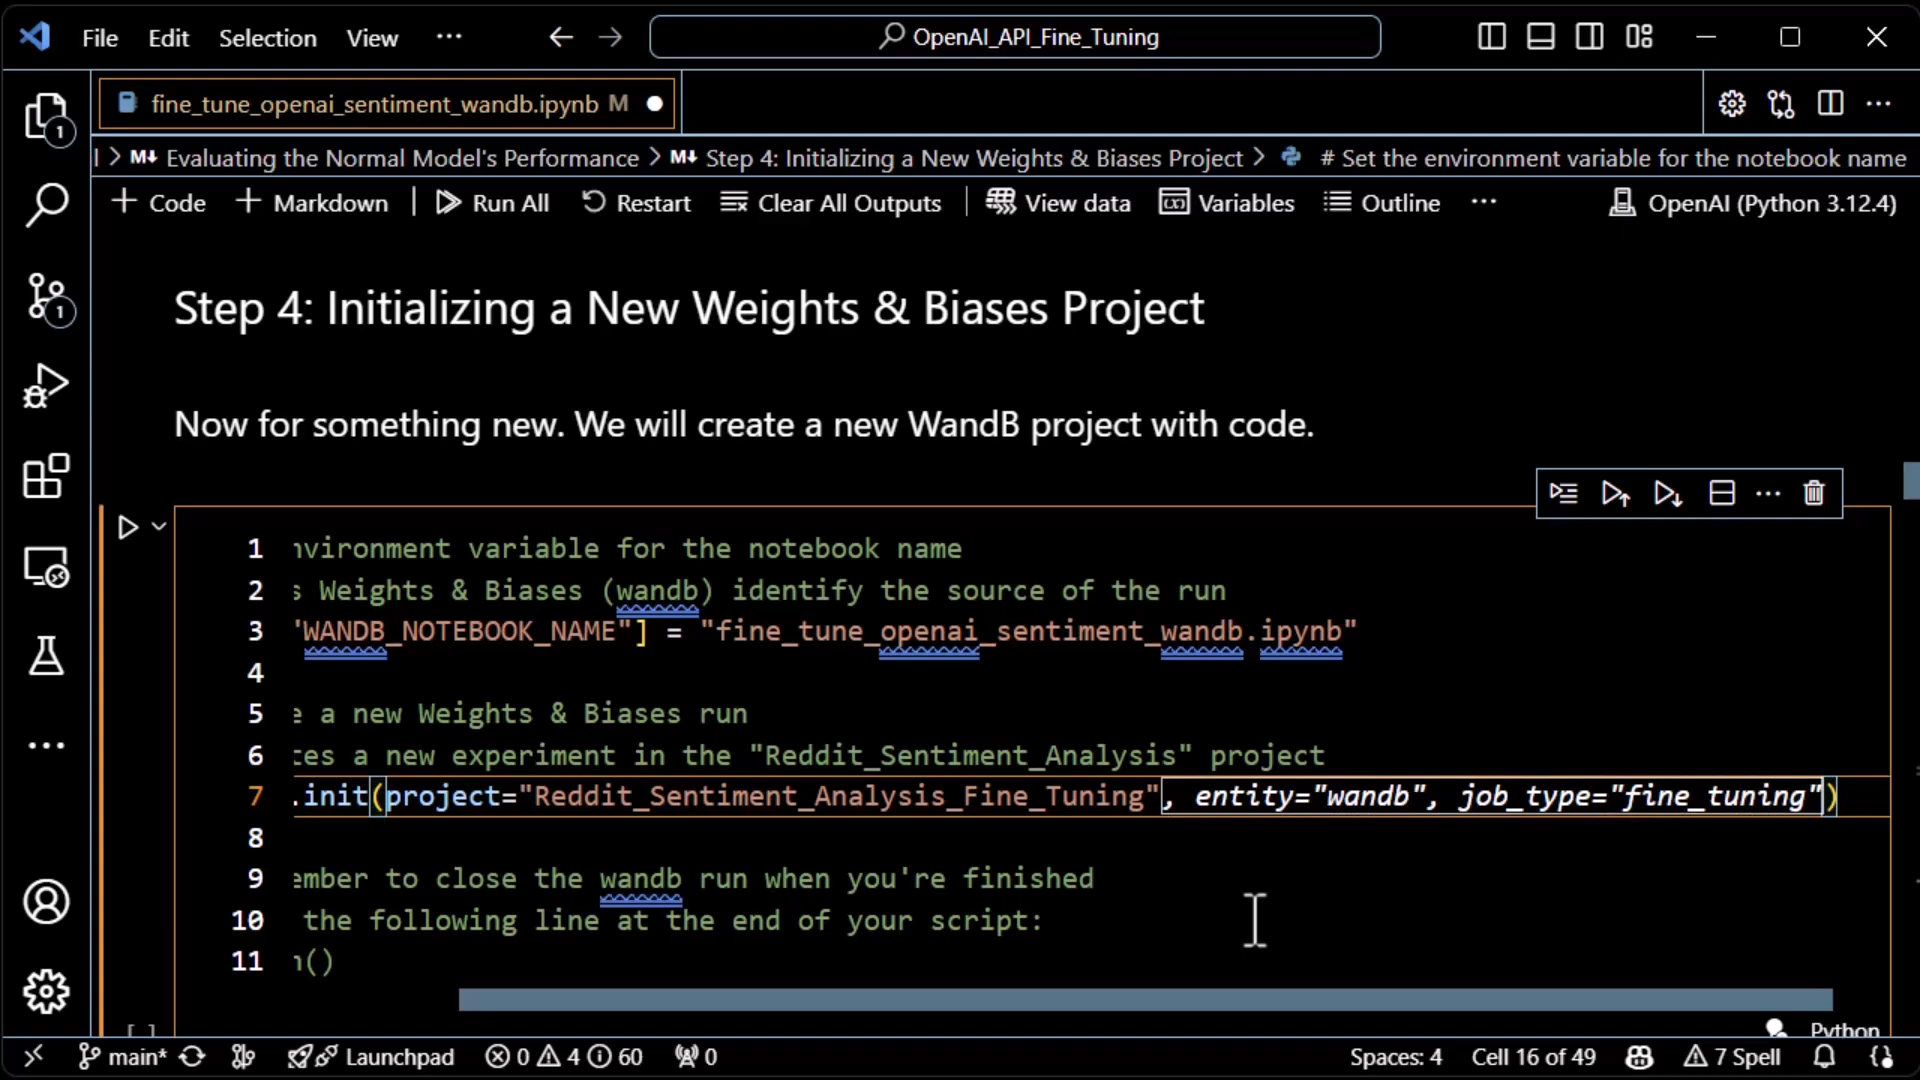 File Edit Selection View ··· OpenAI_API_Fine_Tuning
fine_tune_openai_sentiment_wandb.ipynb M
Evaluating the Normal Model's Performance > M↓ Step 4: Initializing a New Weights & Biases Project > # Set the environment variable for the notebook name
+ Code + Markdown Run All Restart Clear All Outputs View data Variables Outline ··· OpenAI (Python 3.12.4)
Step 4: Initializing a New Weights & Biases Project
Now for something new. We will create a new WandB project with code.
1 nvironment variable for the notebook name
2 s Weights & Biases (wandb) identify the source of the run
3 "WANDB_NOTEBOOK_NAME"] = "fine_tune_openai_sentiment_wandb.ipynb"
4
5 e a new Weights & Biases run
6 tes a new experiment in the "Reddit_Sentiment_Analysis" project
7 .init(project="Reddit_Sentiment_Analysis_Fine_Tuning", entity="wandb", job_type="fine_tuning")
8
9 ember to close the wandb run when you're finished
10 the following line at the end of your script:
11 h()
[ ] Python
main* Launchpad 0 4 60 0 Spaces: 4 Cell 16 of 49 7 Spell